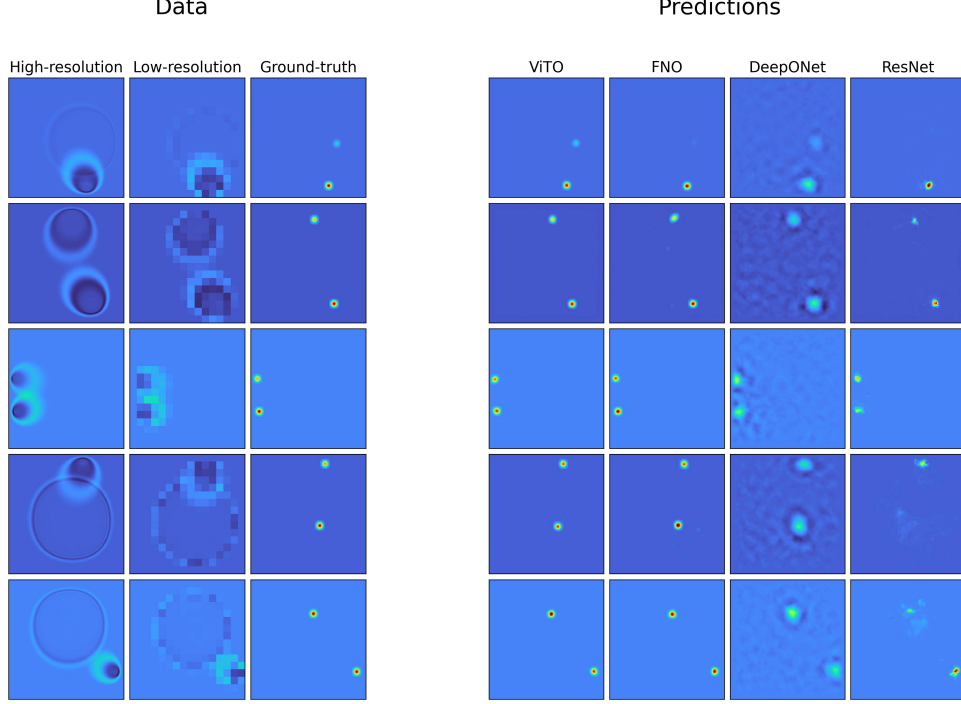 Data
Predictions
High-resolution Low-resolution Ground-truth
ViTO FNO DeepONet ResNet